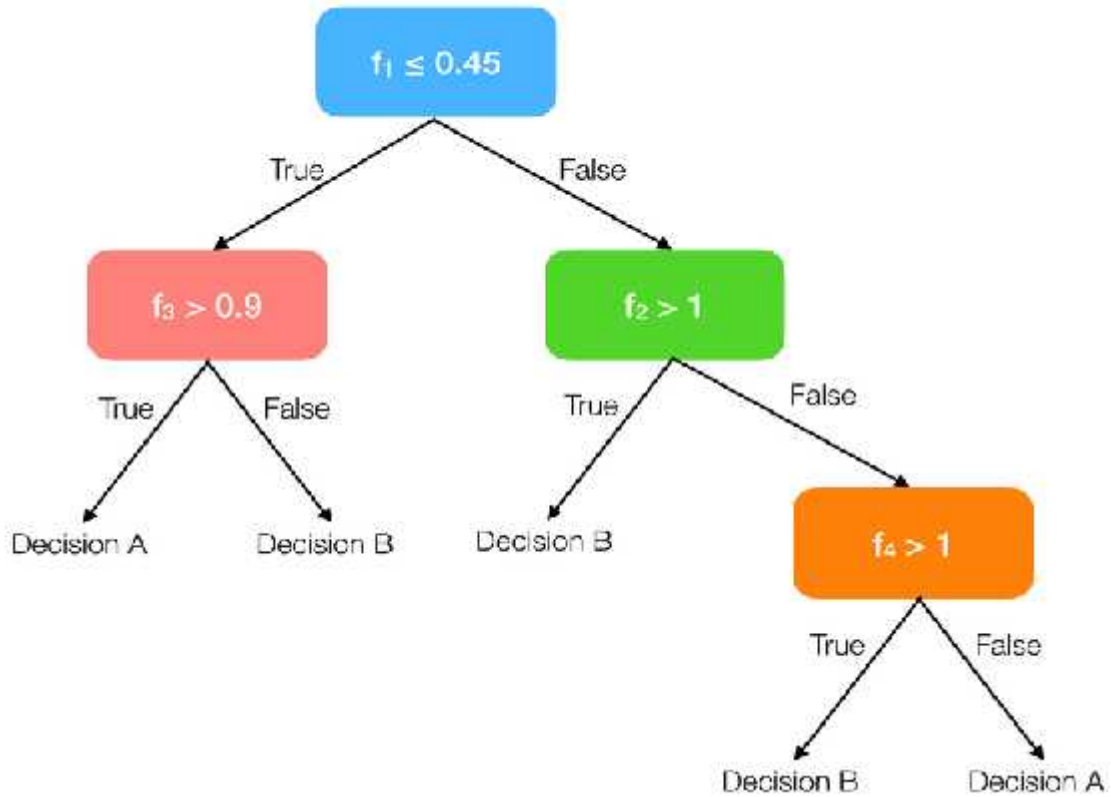 f₁ ≤ 0.45
True
False
f₃ > 0.9
f₂ > 1
True
False
True
False
Decision A
Decision B
Decision B
f₄ > 1
True
False
Decision B
Decision A